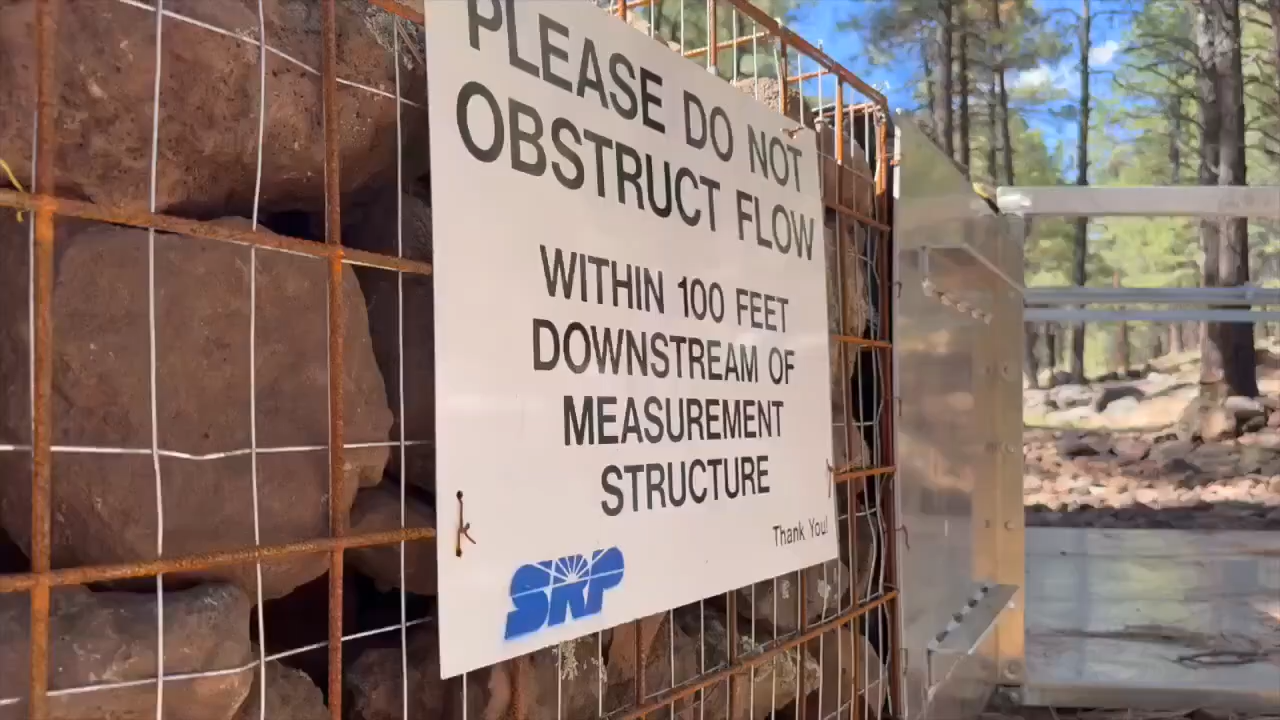 PLEASE DO NOT
OBSTRUCT FLOW
WITHIN 100 FEET
DOWNSTREAM OF
MEASUREMENT
STRUCTURE
Thank You!
SRP